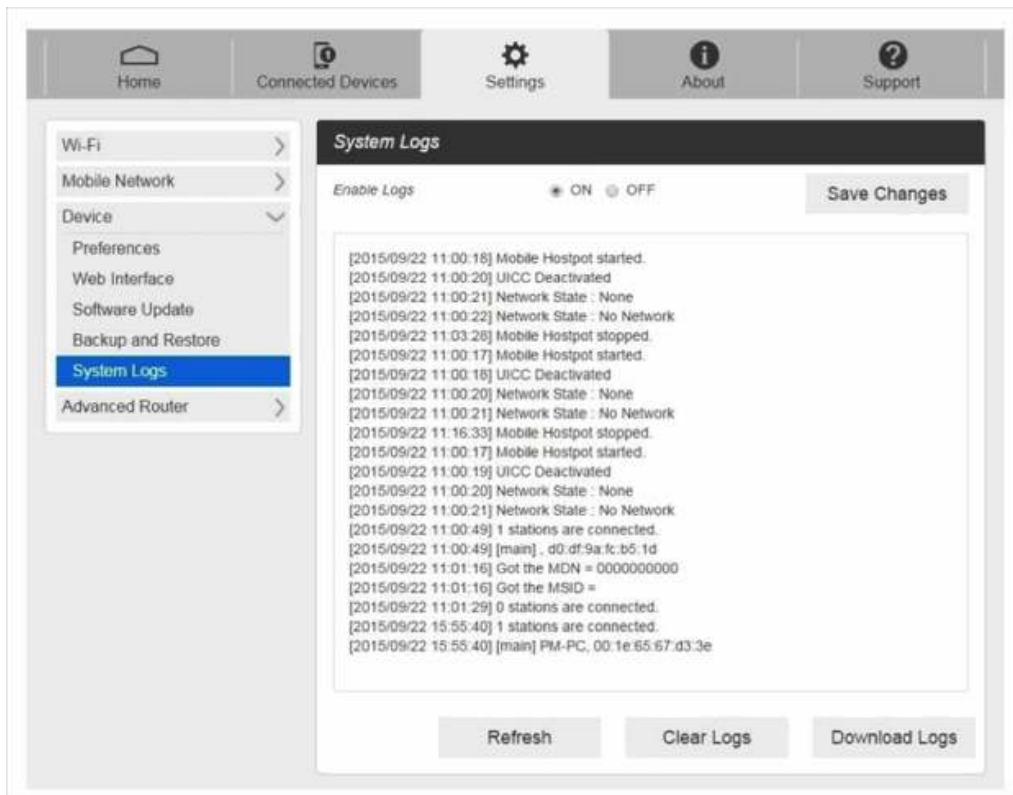 Home
Connected Devices
Settings
About
Support
Wi-Fi
Mobile Network
Device
Preferences
Web Interface
Software Update
Backup and Restore
System Logs
Advanced Router
System Logs
Enable Logs
ON
OFF
Save Changes
[2015/09/22 11:00:18] Mobile Hostpot started.
[2015/09/22 11:00:20] UICC Deactivated
[2015/09/22 11:00:21] Network State : None
[2015/09/22 11:00:22] Network State : No Network
[2015/09/22 11:03:28] Mobile Hostpot stopped.
[2015/09/22 11:00:17] Mobile Hostpot started.
[2015/09/22 11:00:18] UICC Deactivated
[2015/09/22 11:00:20] Network State : None
[2015/09/22 11:00:21] Network State : No Network
[2015/09/22 11:16:33] Mobile Hostpot stopped.
[2015/09/22 11:00:17] Mobile Hostpot started.
[2015/09/22 11:00:19] UICC Deactivated
[2015/09/22 11:00:20] Network State : None
[2015/09/22 11:00:21] Network State : No Network
[2015/09/22 11:00:49] 1 stations are connected.
[2015/09/22 11:00:49] [main] , d0:df:9a:fc:b5:1d
[2015/09/22 11:01:16] Got the MDN = 0000000000
[2015/09/22 11:01:16] Got the MSID =
[2015/09/22 11:01:29] 0 stations are connected.
[2015/09/22 15:55:40] 1 stations are connected.
[2015/09/22 15:55:40] [main] PM-PC, 00:1e:65:67:d3:3e
Refresh
Clear Logs
Download Logs